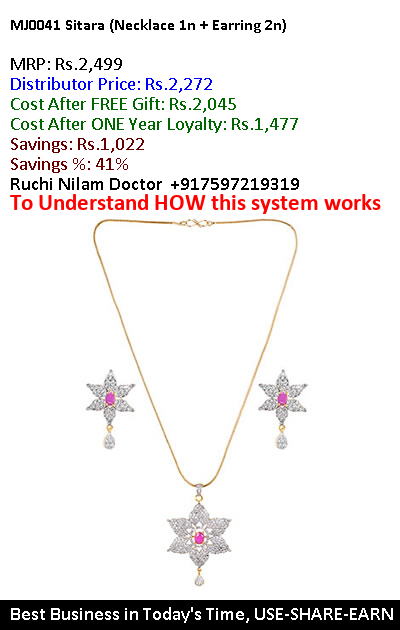 MJ0041 Sitara (Necklace 1n + Earring 2n)
MRP: Rs.2,499
Distributor Price: Rs.2,272
Cost After FREE Gift: Rs.2,045
Cost After ONE Year Loyalty: Rs.1,477
Savings: Rs.1,022
Savings %: 41%
Ruchi Nilam Doctor +917597219319
To Understand HOW this system works
Best Business in Today's Time, USE-SHARE-EARN